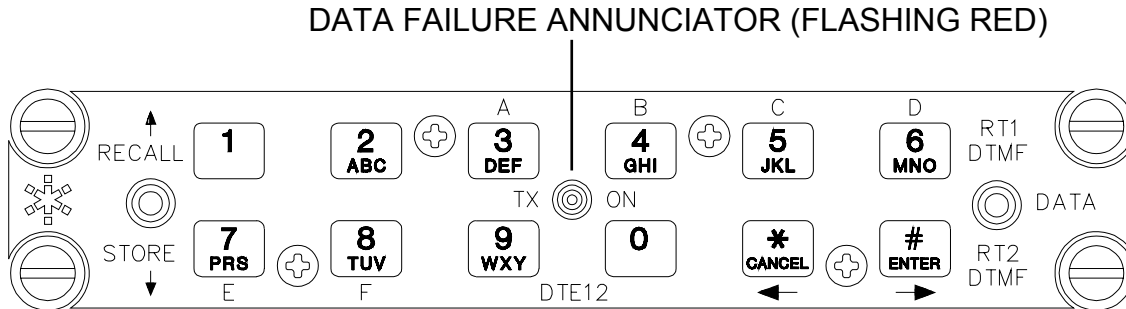 DATA FAILURE ANNUNCIATOR (FLASHING RED)
A B C D
RECALL 1 2 3 4 5 6 RT1
ABC DEF GHI JKL MNO DTMF
TX ON DATA
STORE 7 8 9 0 * # RT2
PRS TUV WXY CANCEL ENTER DTMF
E F DTE12